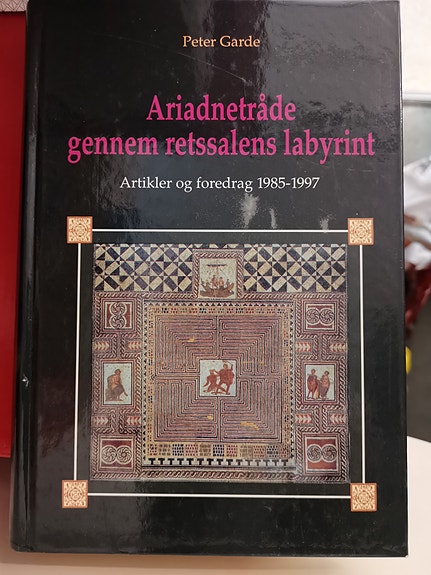 Peter Garde
Ariadnetråde
gennem retssalens labyrint
Artikler og foredrag 1985-1997